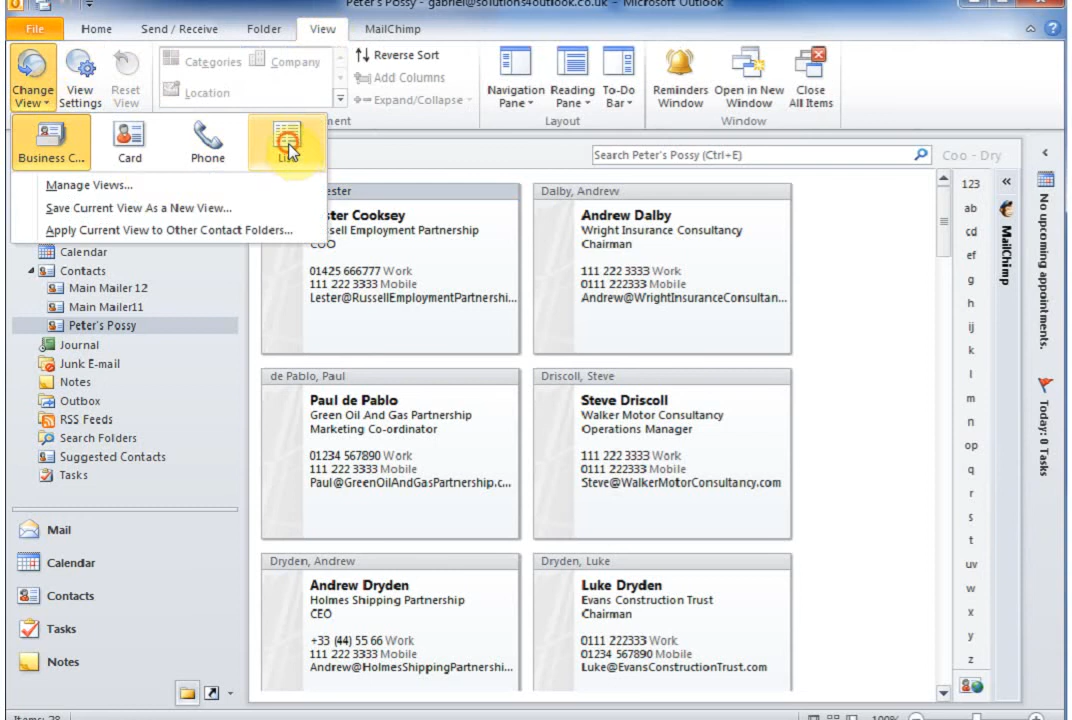 Peter's Possy - gabriel@solutions4outlook.co.uk - Microsoft Outlook
File Home Send / Receive Folder View MailChimp
Change View
View Settings
Reset View
Categories Company
Location
Reverse Sort
Add Columns
Expand/Collapse
Navigation Pane
Reading Pane
To-Do Bar
Layout
Reminders Window
Open in New Window
Close All Items
Window
Business C...
Card
Phone
Manage Views...
Save Current View As a New View...
Apply Current View to Other Contact Folders...
Calendar
Contacts
Main Mailer 12
Main Mailer11
Peter's Possy
Journal
Junk E-mail
Notes
Outbox
RSS Feeds
Search Folders
Suggested Contacts
Tasks
Mail
Calendar
Contacts
Tasks
Notes
Search Peter's Possy (Ctrl+E)
Coo - Dry
ester
ster Cooksey
sell Employment Partnership
COO
01425 666777 Work
111 222 3333 Mobile
Lester@RussellEmploymentPartnershi...
Dalby, Andrew
Andrew Dalby
Wright Insurance Consultancy
Chairman
111 222 3333 Work
0111 222333 Mobile
Andrew@WrightInsuranceConsultan...
de Pablo, Paul
Paul de Pablo
Green Oil And Gas Partnership
Marketing Co-ordinator
01234 567890 Work
111 222 3333 Mobile
Paul@GreenOilAndGasPartnership.c...
Driscoll, Steve
Steve Driscoll
Walker Motor Consultancy
Operations Manager
111 222 3333 Work
0111 222333 Mobile
Steve@WalkerMotorConsultancy.com
Dryden, Andrew
Andrew Dryden
Holmes Shipping Partnership
CEO
+33 (44) 55 66 Work
111 222 3333 Mobile
Andrew@HolmesShippingPartnershi...
Dryden, Luke
Luke Dryden
Evans Construction Trust
Chairman
0111 222333 Work
01234 567890 Mobile
Luke@EvansConstructionTrust.com
123
ab
cd
ef
g
h
ij
k
l
m
n
op
q
r
s
t
uv
w
x
y
z
MailChimp
No upcoming appointments.
Today: 0 Tasks
Items: 28
100%